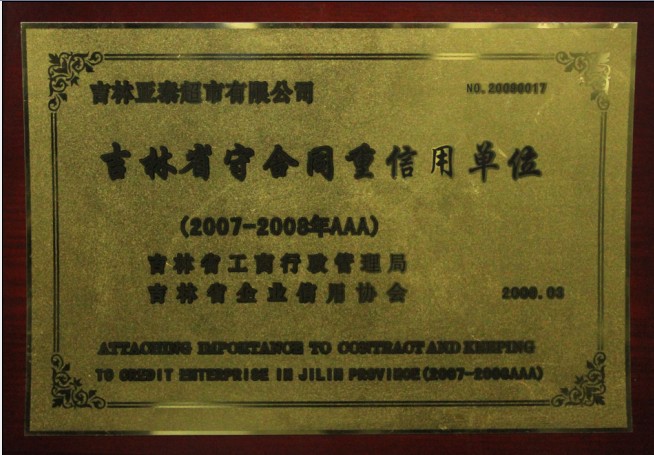 吉林亚泰超市有限公司
NO.20080017
吉林省守合同重信用单位
(2007-2008年AAA)
吉林省工商行政管理局
吉林省企业信用协会
2009.03
ATTACHING IMPORTANCE TO CONTRACT AND KEEPING
TO CREDIT ENTERPRISE IN JILIN PROVINCE(2007-2008AAA)